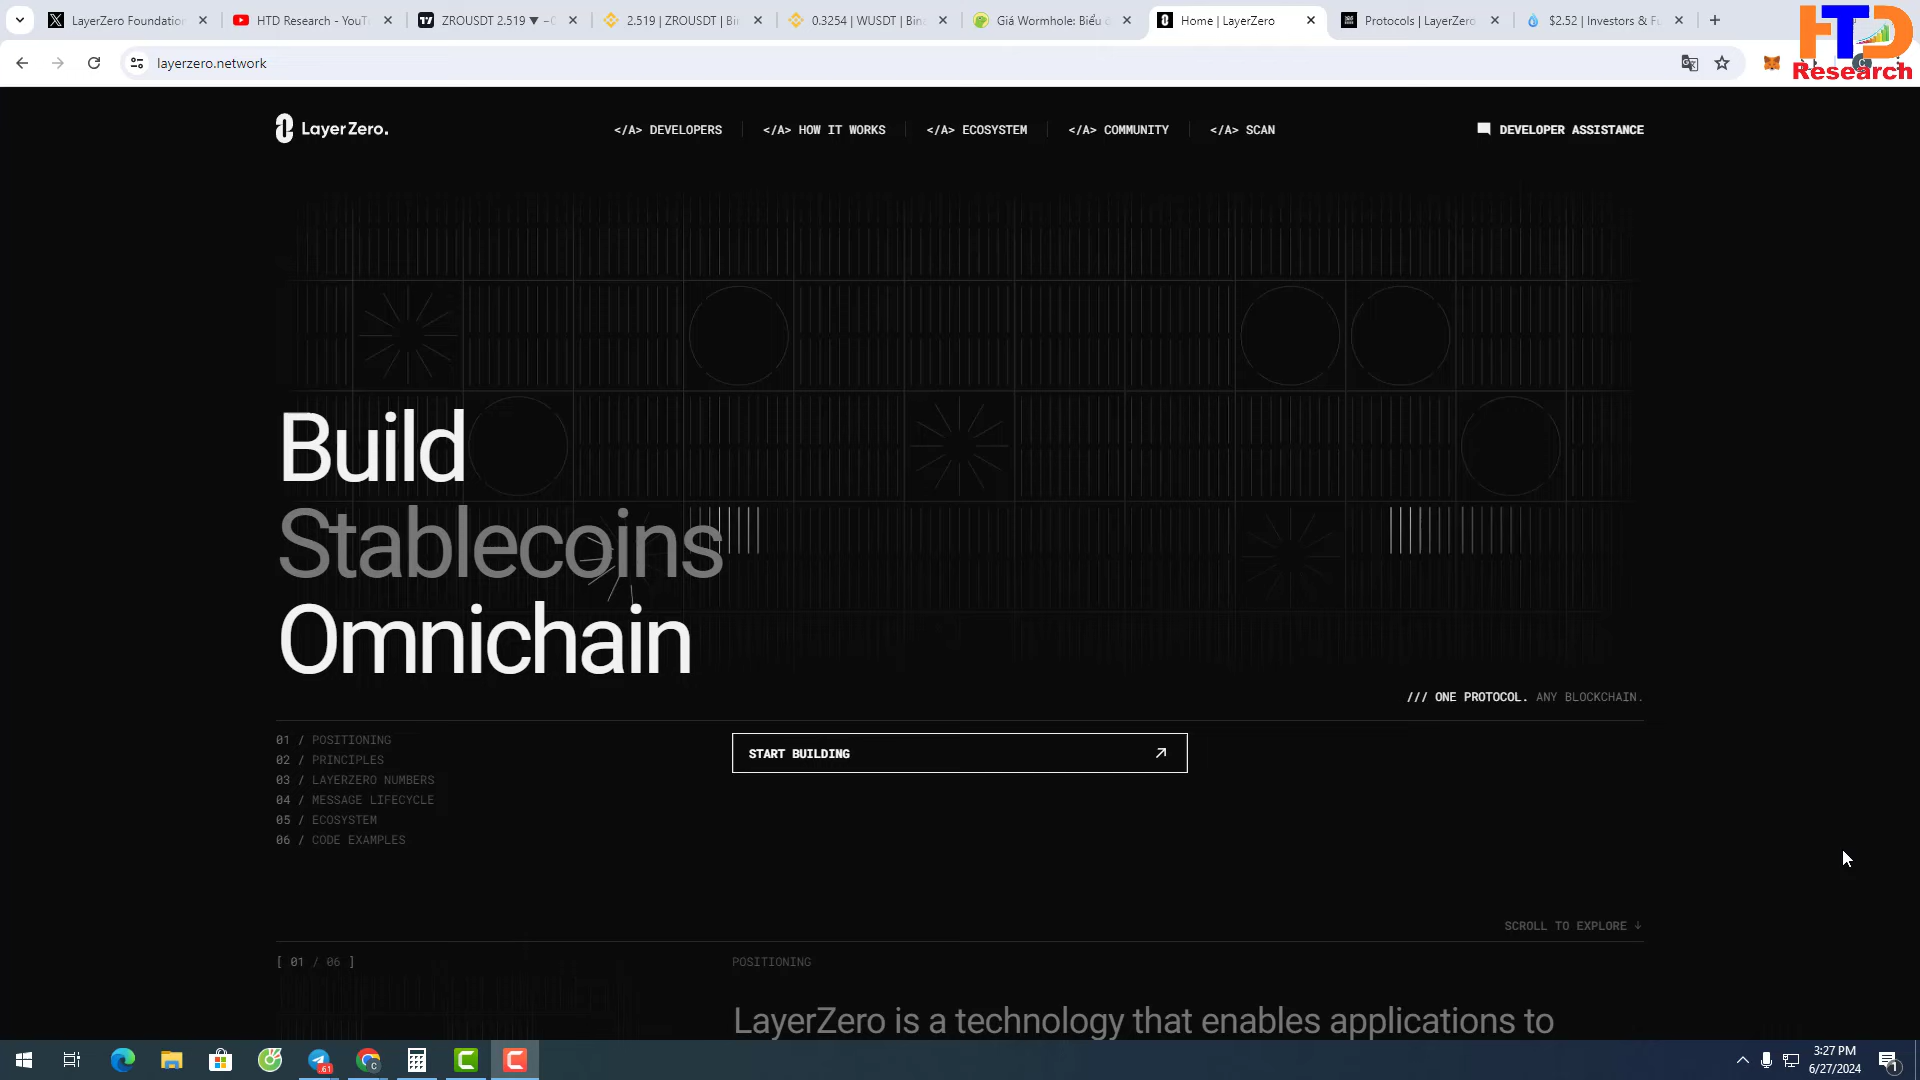 LayerZero Foundation
HTD Research - YouT
ZROUSDT 2.519 ▼ −
2.519 | ZROUSDT | Bi
0.3254 | WUSDT | Bin
Giá Wormhole: Biểu
Home | LayerZero
Protocols | LayerZero
$2.52 | Investors & Fu
HTD
Research
layerzero.network
LayerZero.
</A> DEVELOPERS
</A> HOW IT WORKS
</A> ECOSYSTEM
</A> COMMUNITY
</A> SCAN
DEVELOPER ASSISTANCE
Build
Stablecoins
Omnichain
/// ONE PROTOCOL. ANY BLOCKCHAIN.
01 / POSITIONING
02 / PRINCIPLES
03 / LAYERZERO NUMBERS
04 / MESSAGE LIFECYCLE
05 / ECOSYSTEM
06 / CODE EXAMPLES
START BUILDING
SCROLL TO EXPLORE ↓
[ 01 / 06 ]
POSITIONING
LayerZero is a technology that enables applications to
61
3:27 PM
6/27/2024
1